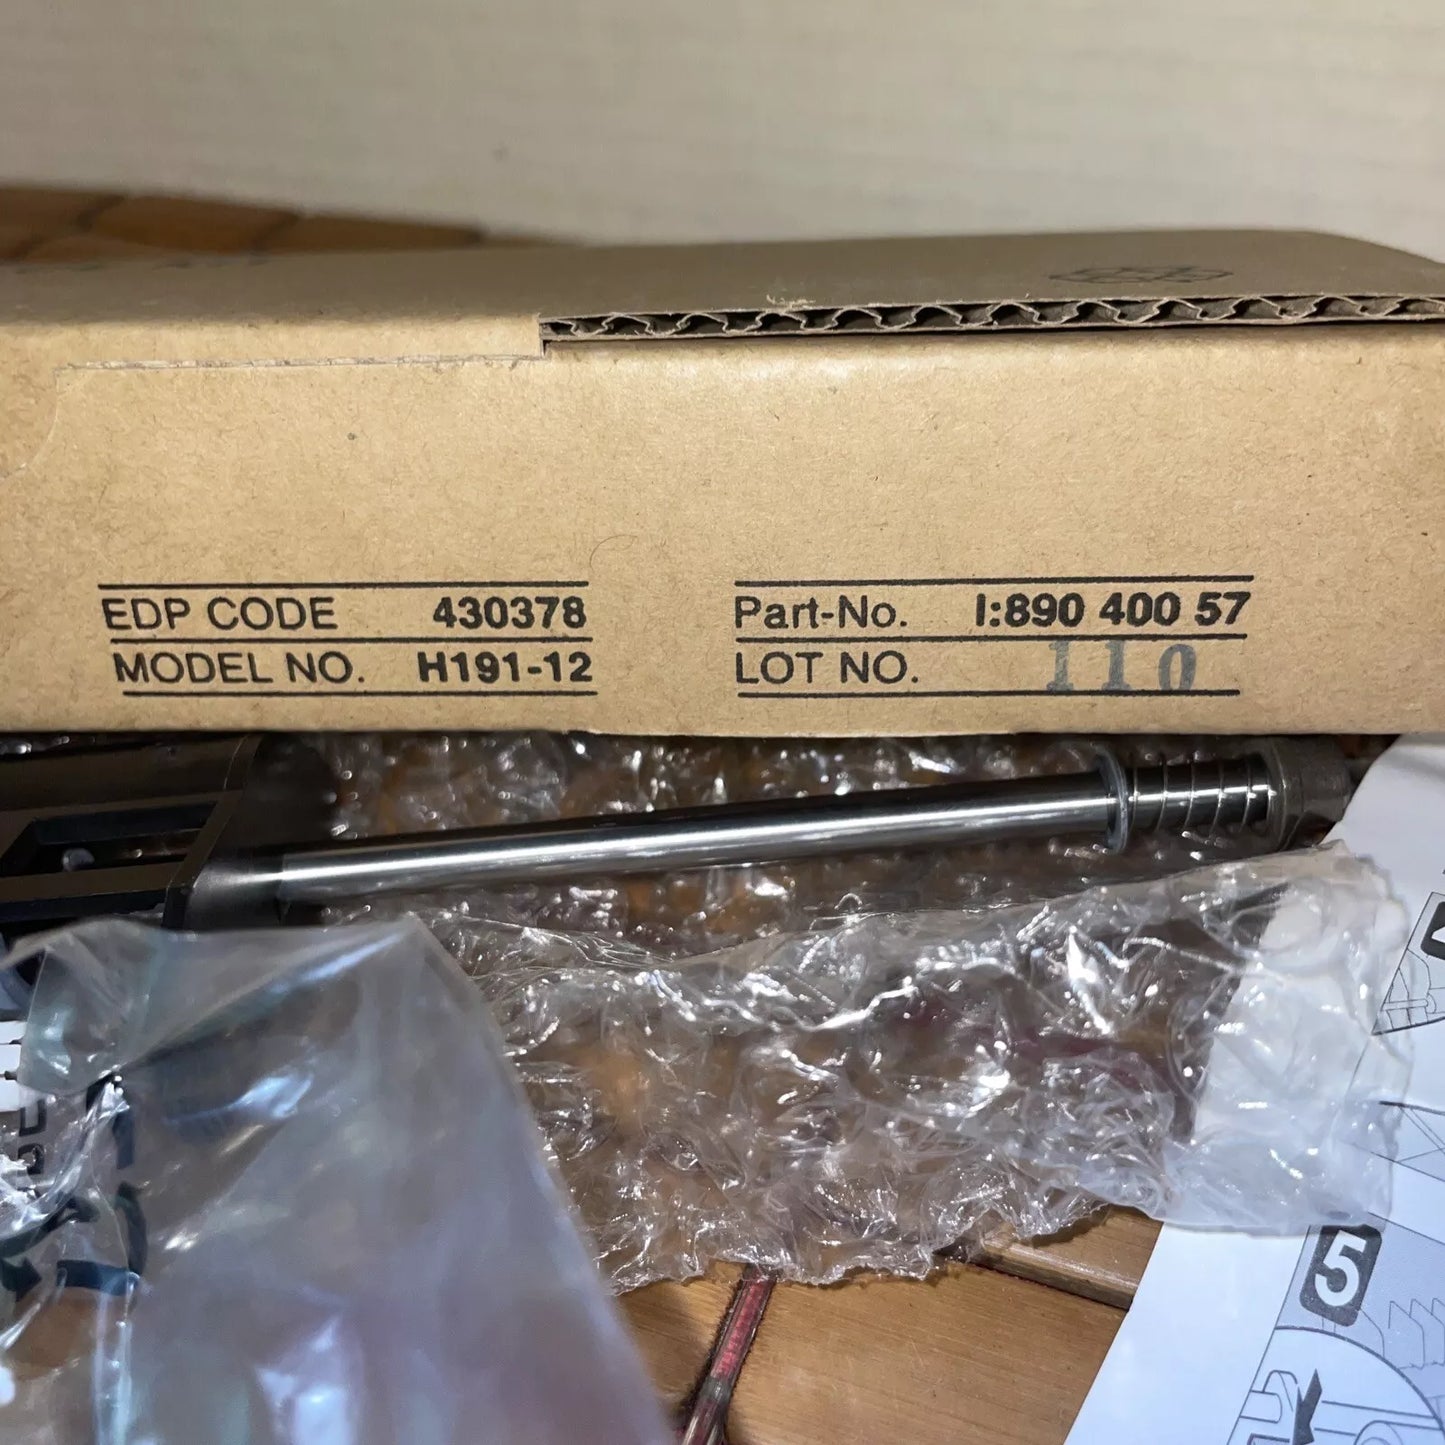 EDP CODE 430378
MODEL NO. H191-12
Part-No. I:890 400 57
LOT NO. 110
5